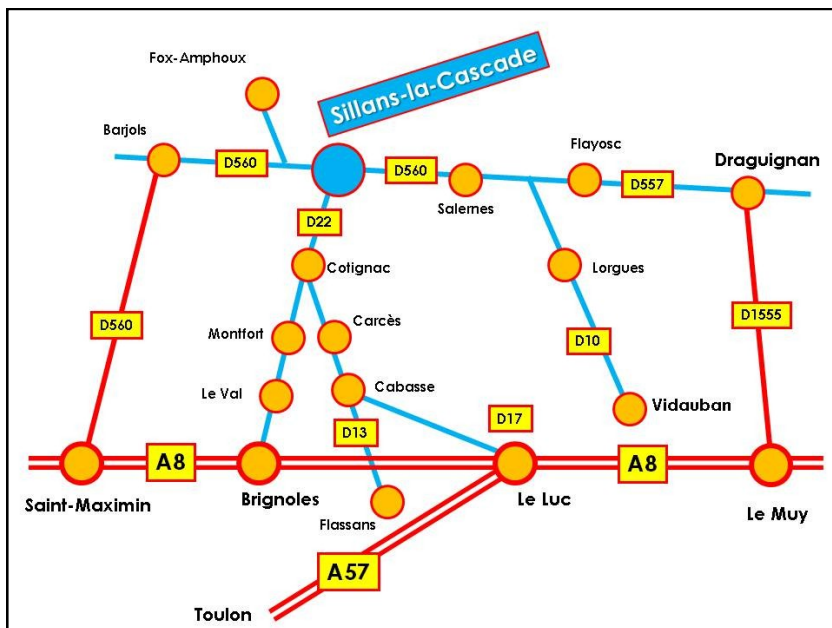 Fox-Amphoux
Sillans-la-Cascade
Barjols
D560
D560
Flayosc
D557
Draguignan
Salernes
D22
Cotignac
Lorgues
D560
Montfort
Carcès
D10
D1555
Le Val
Cabasse
Vidauban
D13
D17
A8
A8
Saint-Maximin
Brignoles
Flassans
Le Luc
Le Muy
A57
Toulon